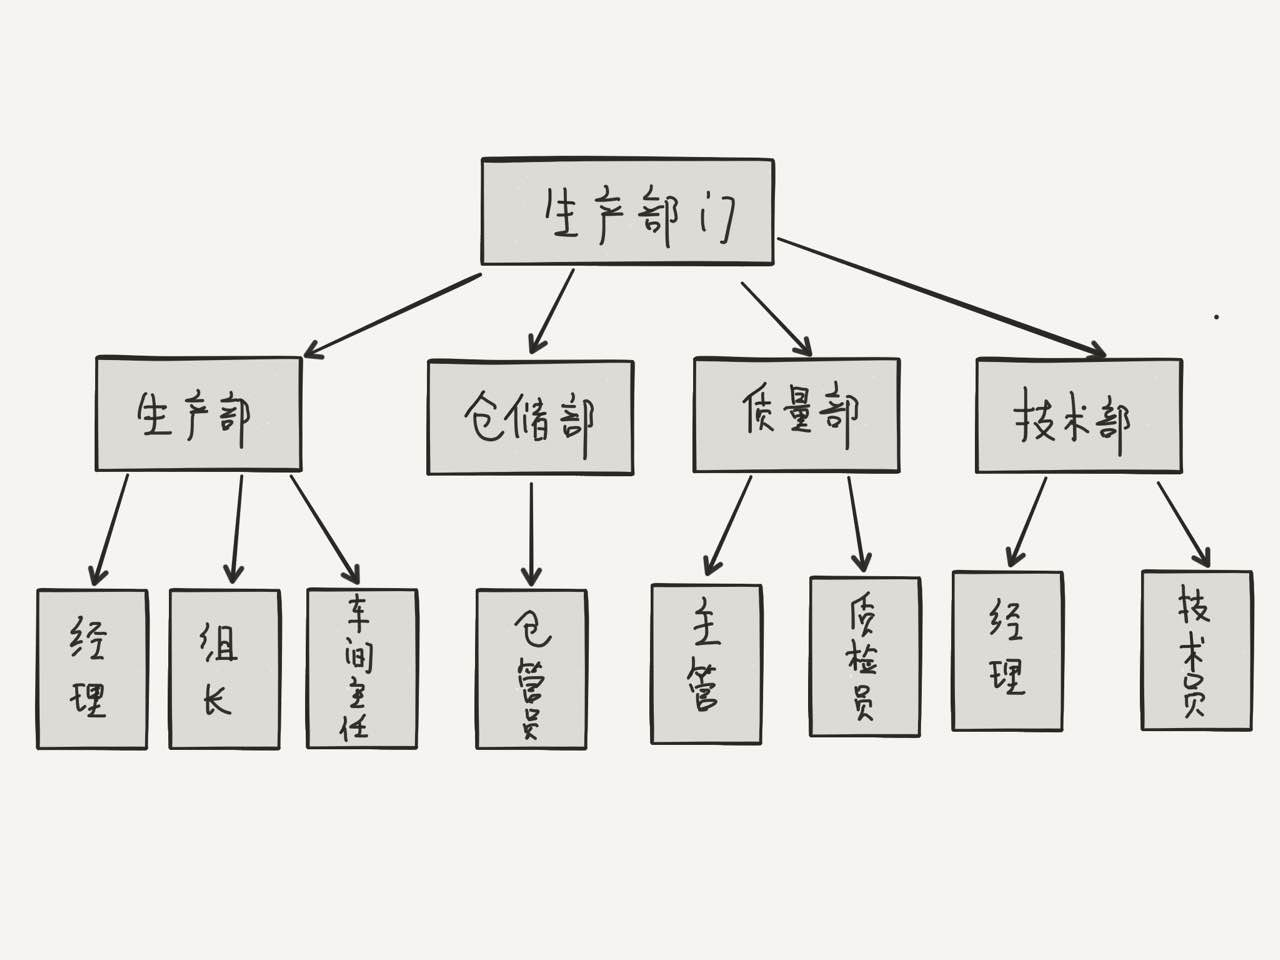 生产部门
生产部
仓储部
质量部
技术部
经理
组长
车间主任
仓管员
主管
质检员
经理
技术员